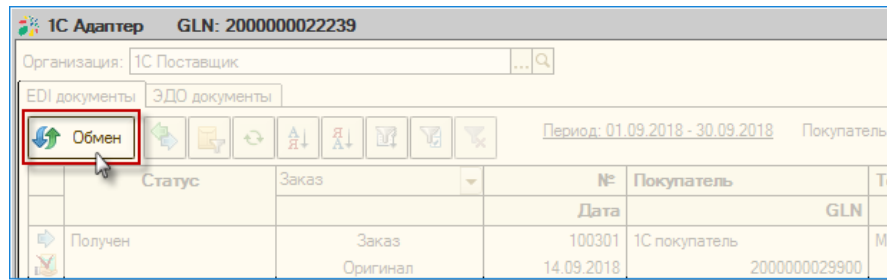 1С Адаптер GLN: 2000000022239
Организация: 1С Поставщик ...
EDI документы ЭДО документы
Обмен Период: 01.09.2018 - 30.09.2018 Покупатель
Статус Заказ № Покупатель
Дата GLN
Получен Заказ 100301 1С покупатель
Оригинал 14.09.2018 2000000029900